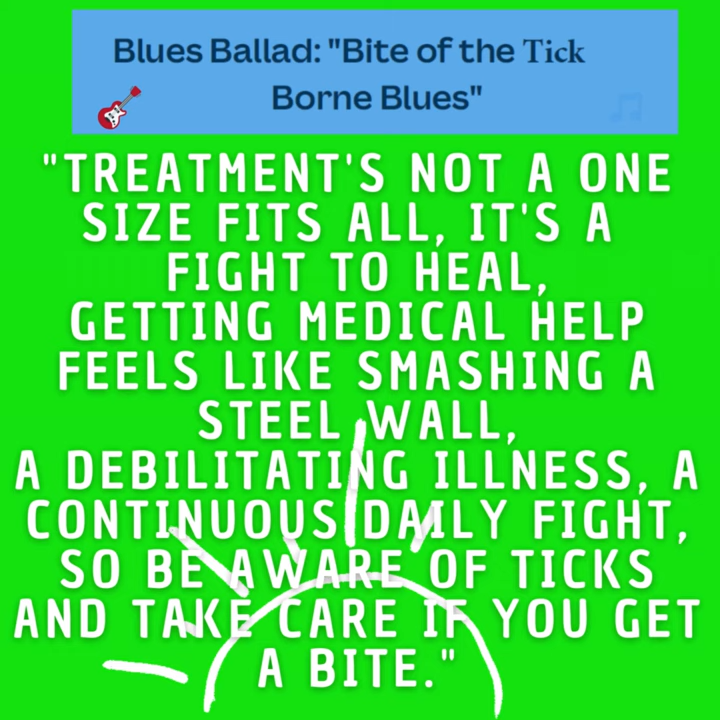 Blues Ballad: "Bite of the Tick
Borne Blues"
"TREATMENT'S NOT A ONE
SIZE FITS ALL, IT'S A
FIGHT TO HEAL,
GETTING MEDICAL HELP
FEELS LIKE SMASHING A
STEEL WALL,
A DEBILITATING ILLNESS, A
CONTINUOUS DAILY FIGHT,
SO BE AWARE OF TICKS
AND TAKE CARE IF YOU GET
A BITE."